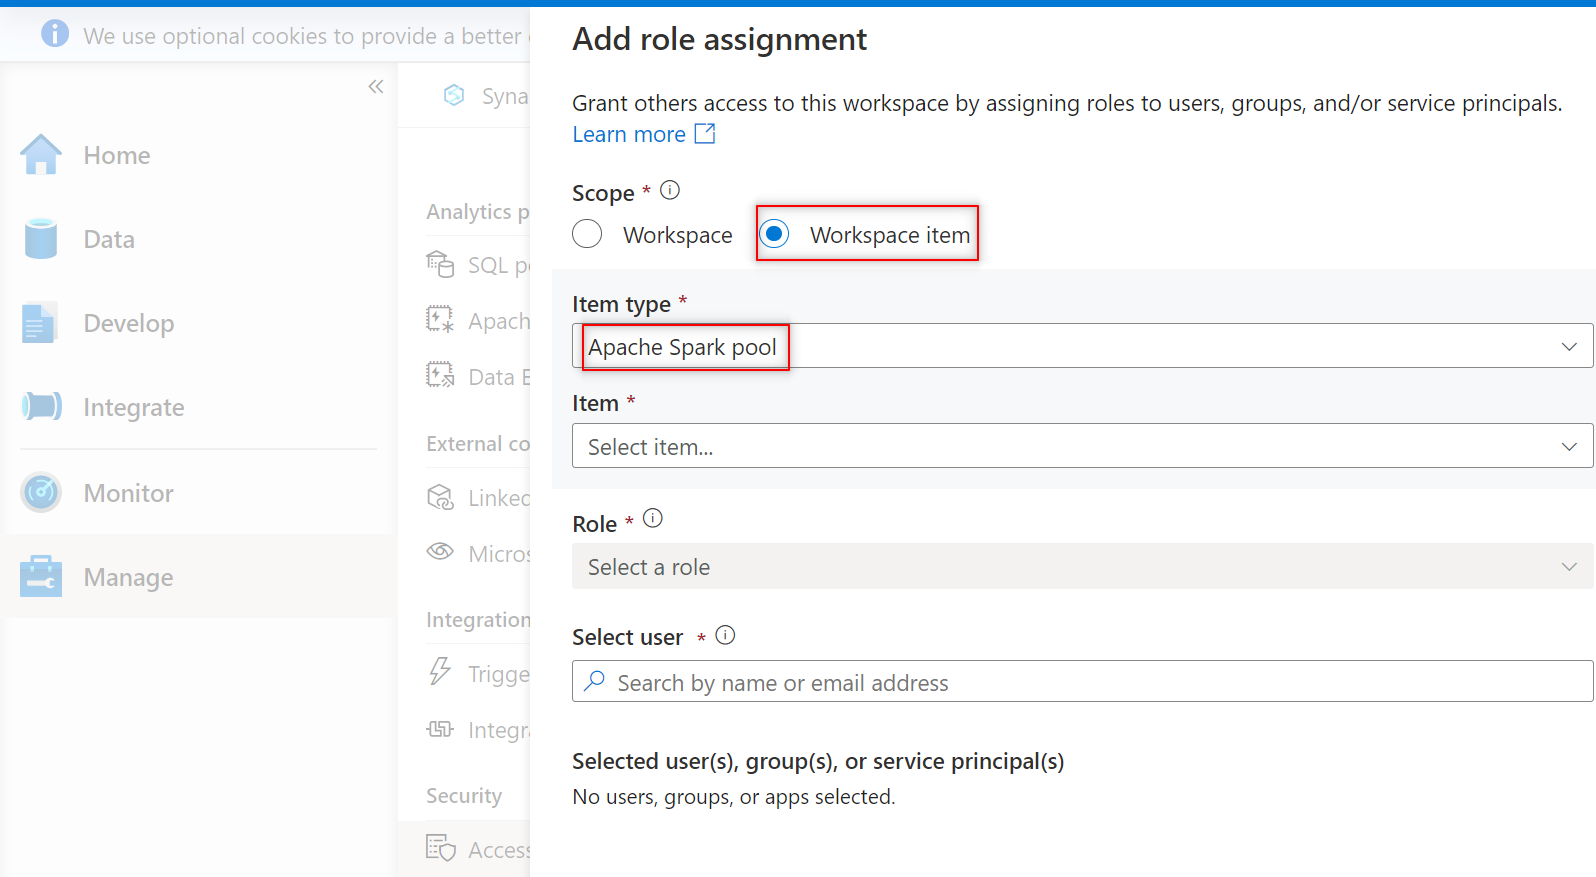 We use optional cookies to provide a better
Home
Data
Develop
Integrate
Monitor
Manage
Syna
Analytics p
SQL po
Apach
Data E
External co
Linked
Micros
Integration
Trigge
Integra
Security
Access
Add role assignment
Grant others access to this workspace by assigning roles to users, groups, and/or service principals.
Learn more
Scope *
Workspace
Workspace item
Item type *
Apache Spark pool
Item *
Select item...
Role *
Select a role
Select user *
Search by name or email address
Selected user(s), group(s), or service principal(s)
No users, groups, or apps selected.